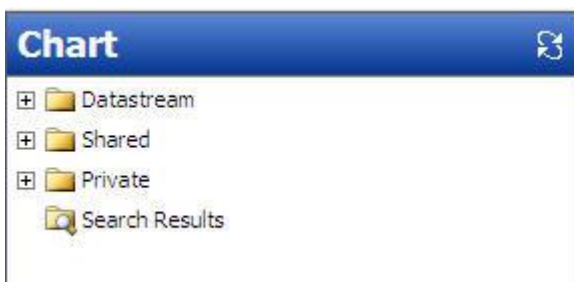 Chart
Datastream
Shared
Private
Search Results